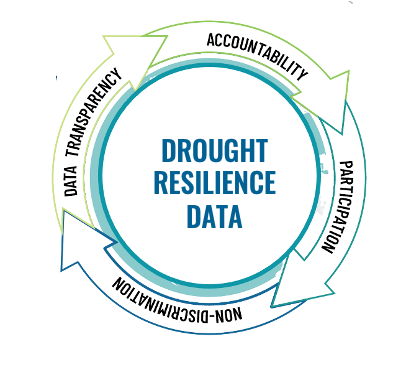 ACCOUNTABILITY
PARTICIPATION
NON-DISCRIMINATION
DATA TRANSPARENCY
DROUGHT
RESILIENCE
DATA